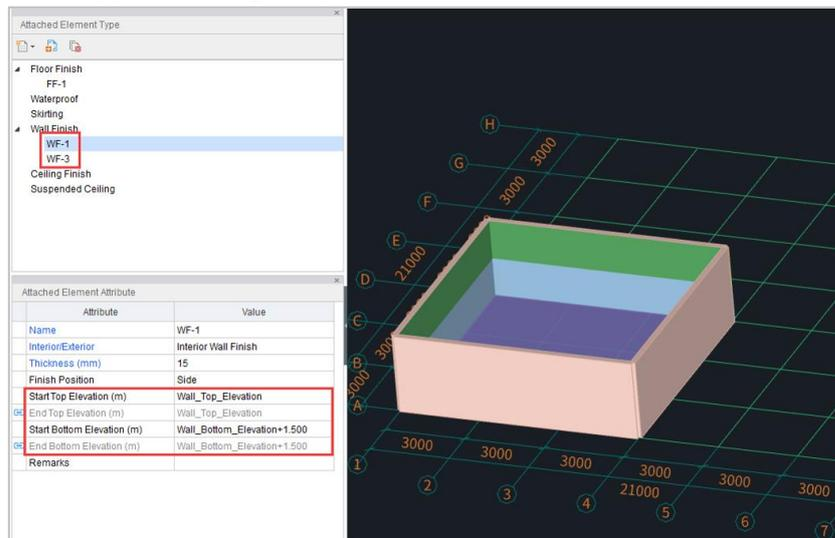 Attached Element Type
Floor Finish
FF-1
Waterproof
Skirting
Wall Finish
WF-1
WF-3
Ceiling Finish
Suspended Ceiling
Attached Element Attribute
Attribute Value
Name WF-1
Interior/Exterior Interior Wall Finish
Thickness (mm) 15
Finish Position Side
Start Top Elevation (m) Wall_Top_Elevation
End Top Elevation (m) Wall_Top_Elevation
Start Bottom Elevation (m) Wall_Bottom_Elevation+1.500
End Bottom Elevation (m) Wall_Bottom_Elevation+1.500
Remarks
H
3000
G
3000
F
E
21000
D
C
300
B
3000
A
3000 3000 3000 3000 3000 3000
21000
1
2
3
4
5
6
7